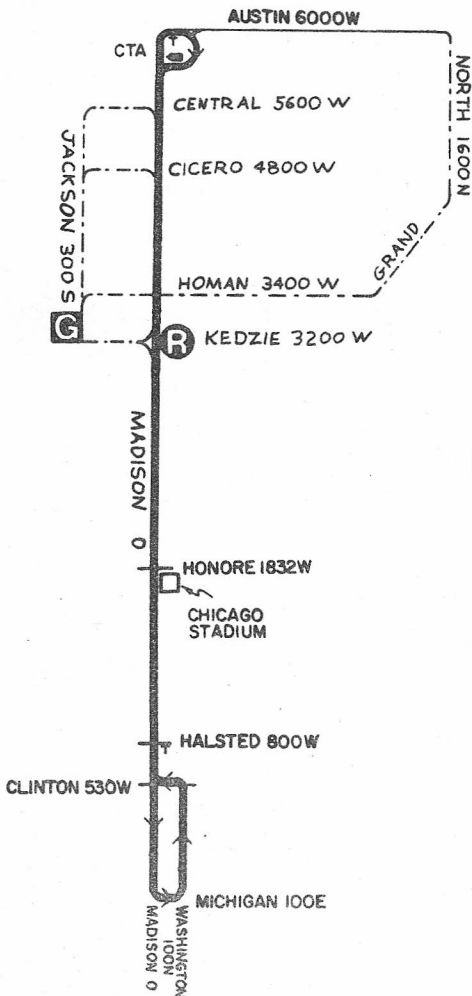 AUSTIN 6000W
CTA
NORTH 1600N
CENTRAL 5600 W
JACKSON 300 S
CICERO 4800 W
GRAND
HOMAN 3400 W
G
R
KEDZIE 3200 W
MADISON 0
HONORE 1832W
CHICAGO
STADIUM
HALSTED 800W
CLINTON 530W
MICHIGAN 100E
WASHINGTON
100N
MADISON 0